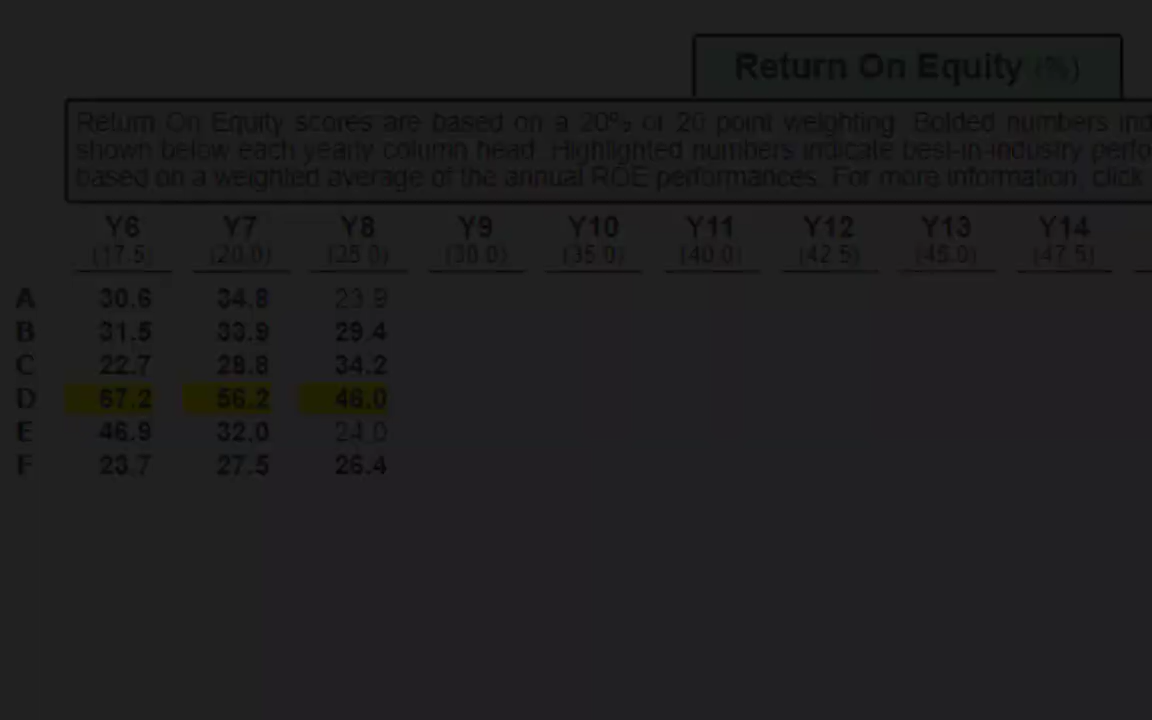 Return On Equity (%)
Return On Equity scores are based on a 20% or 20 point weighting. Bolded numbers ind
shown below each yearly column head. Highlighted numbers indicate best-in-industry perfo
based on a weighted average of the annual ROE performances. For more information, click
Y6 Y7 Y8 Y9 Y10 Y11 Y12 Y13 Y14
(17.5) (20.0) (25.0) (30.0) (35.0) (40.0) (42.5) (45.0) (47.5)
A 30.6 34.8 23.9
B 31.5 33.9 29.4
C 22.7 28.8 34.2
D 67.2 56.2 46.0
E 46.9 32.0 24.0
F 23.7 27.5 26.4